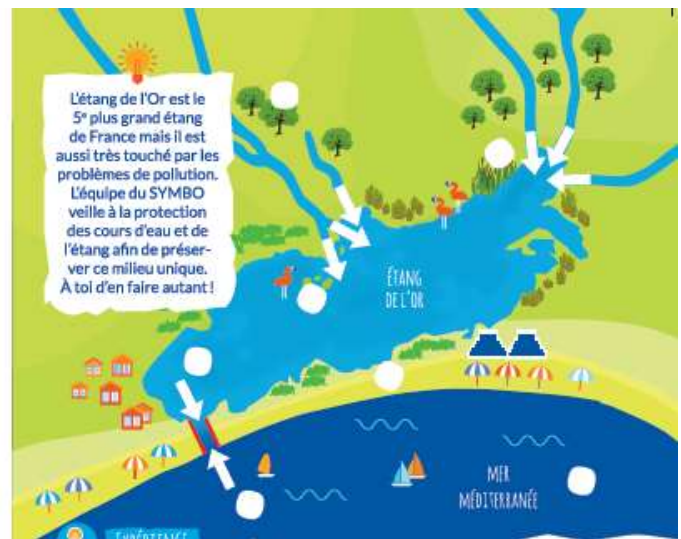 L'étang de l'Or est le
5e plus grand étang
de France mais il est
aussi très touché par les
problèmes de pollution.
L'équipe du SYMBO
veille à la protection
des cours d'eau et de
l'étang afin de préser-
ver ce milieu unique.
À toi d'en faire autant !
ÉTANG
DE L'OR
MER
MÉDITERRANÉE
EXPÉRIENCE